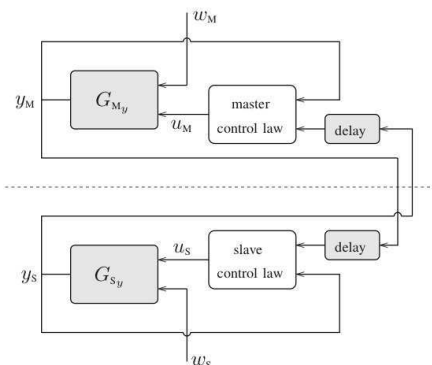 w_M
y_M
G_{M_y}
u_M
master
control law
delay
y_S
G_{S_y}
u_S
slave
control law
delay
w_S